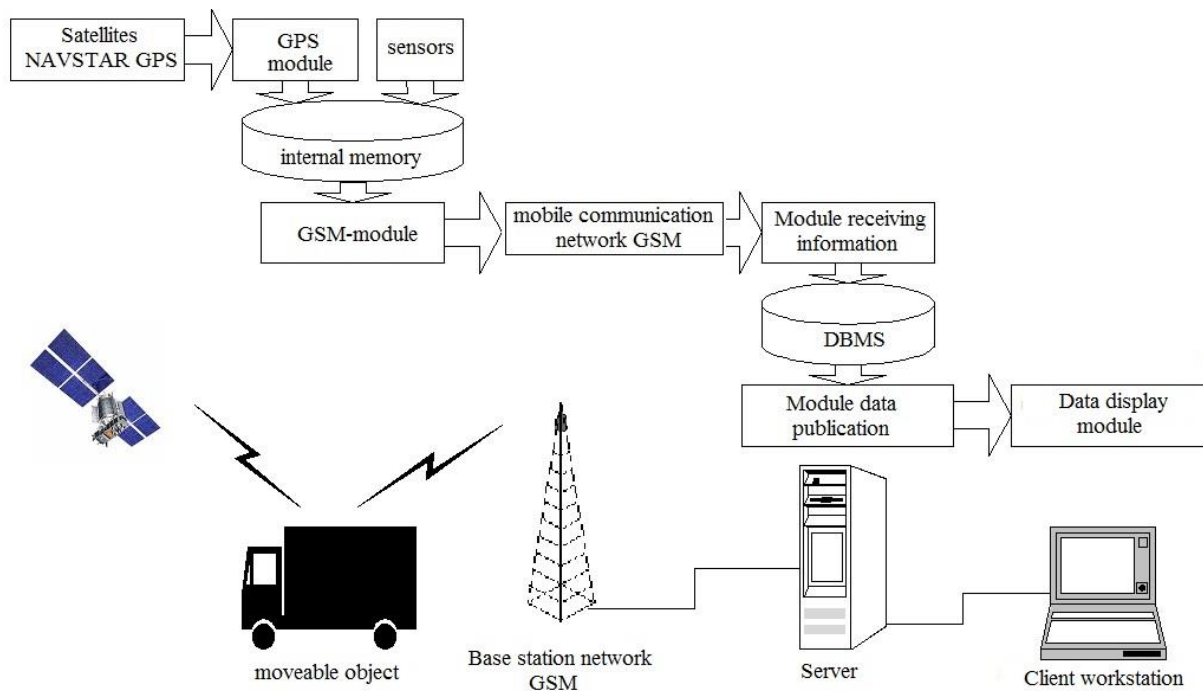 Satellites
NAVSTAR GPS
GPS
module
sensors
internal memory
GSM-module
mobile communication
network GSM
Module receiving
information
DBMS
Module data
publication
Data display
module
moveable object
Base station network
GSM
Server
Client workstation